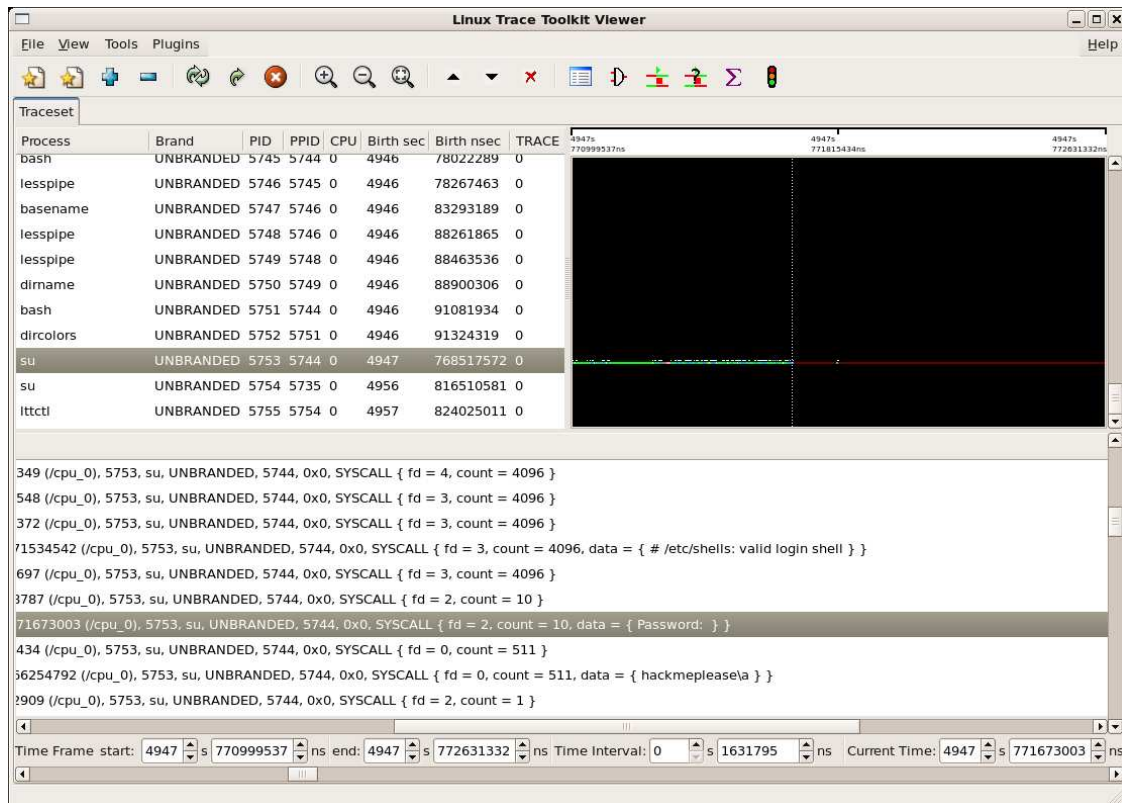 Linux Trace Toolkit Viewer
File View Tools Plugins Help
Traceset
Process Brand PID PPID CPU Birth sec Birth nsec TRACE
4947s 4947s 4947s
770999537ns 771815434ns 772631332ns
bash UNBRANDED 5745 5744 0 4946 78022289 0
lesspipe UNBRANDED 5746 5745 0 4946 78267463 0
basename UNBRANDED 5747 5746 0 4946 83293189 0
lesspipe UNBRANDED 5748 5746 0 4946 88261865 0
lesspipe UNBRANDED 5749 5748 0 4946 88463536 0
dirname UNBRANDED 5750 5749 0 4946 88900306 0
bash UNBRANDED 5751 5744 0 4946 91081934 0
dircolors UNBRANDED 5752 5751 0 4946 91324319 0
su UNBRANDED 5753 5744 0 4947 768517572 0
su UNBRANDED 5754 5735 0 4956 816510581 0
lttctl UNBRANDED 5755 5754 0 4957 824025011 0
349 (/cpu_0), 5753, su, UNBRANDED, 5744, 0x0, SYSCALL { fd = 4, count = 4096 }
548 (/cpu_0), 5753, su, UNBRANDED, 5744, 0x0, SYSCALL { fd = 3, count = 4096 }
372 (/cpu_0), 5753, su, UNBRANDED, 5744, 0x0, SYSCALL { fd = 3, count = 4096 }
71534542 (/cpu_0), 5753, su, UNBRANDED, 5744, 0x0, SYSCALL { fd = 3, count = 4096, data = { # /etc/shells: valid login shell } }
697 (/cpu_0), 5753, su, UNBRANDED, 5744, 0x0, SYSCALL { fd = 3, count = 4096 }
3787 (/cpu_0), 5753, su, UNBRANDED, 5744, 0x0, SYSCALL { fd = 2, count = 10 }
71673003 (/cpu_0), 5753, su, UNBRANDED, 5744, 0x0, SYSCALL { fd = 2, count = 10, data = { Password:  } }
434 (/cpu_0), 5753, su, UNBRANDED, 5744, 0x0, SYSCALL { fd = 0, count = 511 }
66254792 (/cpu_0), 5753, su, UNBRANDED, 5744, 0x0, SYSCALL { fd = 0, count = 511, data = { hackmeplease\a } }
2909 (/cpu_0), 5753, su, UNBRANDED, 5744, 0x0, SYSCALL { fd = 2, count = 1 }
Time Frame start: 4947 s 770999537 ns end: 4947 s 772631332 ns Time Interval: 0 s 1631795 ns Current Time: 4947 s 771673003 ns